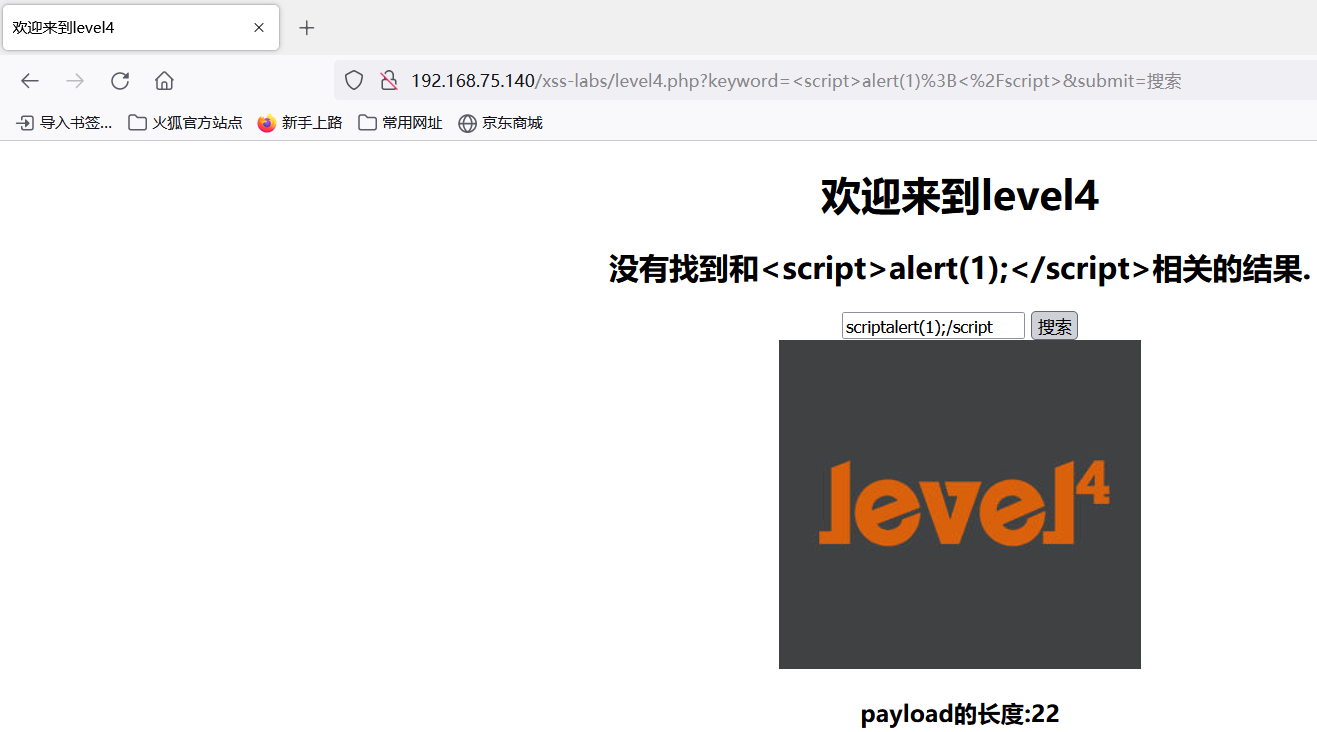 欢迎来到level4
192.168.75.140/xss-labs/level4.php?keyword=<script>alert(1)%3B<%2Fscript>&submit=搜索
导入书签... 火狐官方站点 新手上路 常用网址 京东商城
欢迎来到level4
没有找到和<script>alert(1);</script>相关的结果.
scriptalert(1);/script 搜索
level4
payload的长度:22